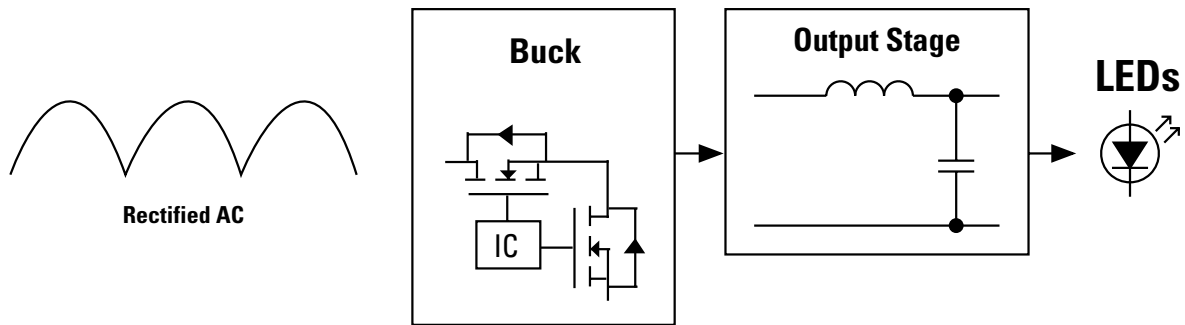 Rectified AC
Buck
IC
Output Stage
LEDs